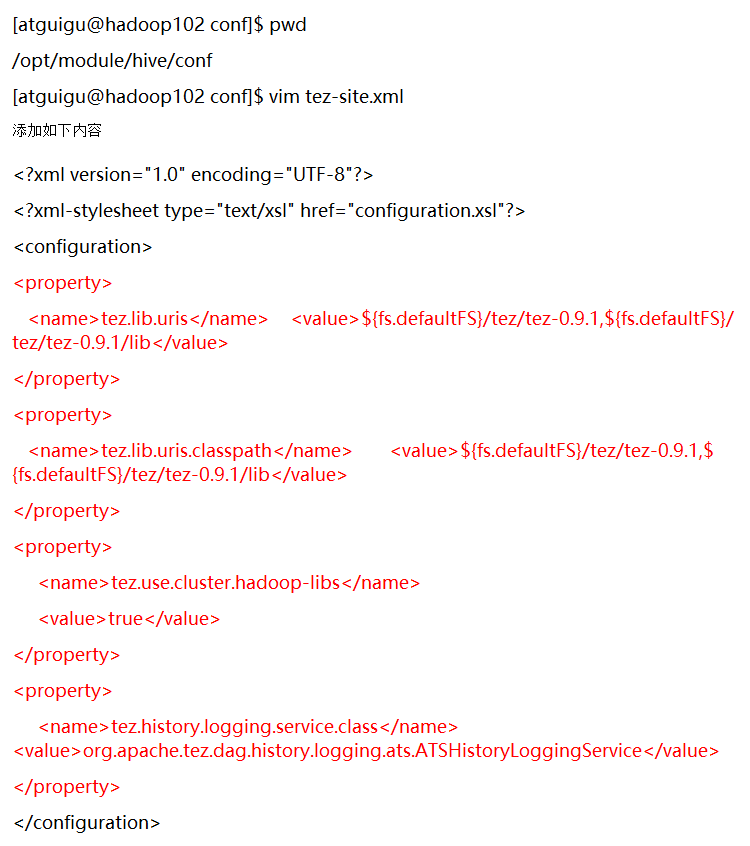 [atguigu@hadoop102 conf]$ pwd
/opt/module/hive/conf
[atguigu@hadoop102 conf]$ vim tez-site.xml
添加如下内容
<?xml version="1.0" encoding="UTF-8"?>
<?xml-stylesheet type="text/xsl" href="configuration.xsl"?>
<configuration>
<property>
<name>tez.lib.uris</name> <value>${fs.defaultFS}/tez/tez-0.9.1,${fs.defaultFS}/
tez/tez-0.9.1/lib</value>
</property>
<property>
<name>tez.lib.uris.classpath</name> <value>${fs.defaultFS}/tez/tez-0.9.1,$
{fs.defaultFS}/tez/tez-0.9.1/lib</value>
</property>
<property>
<name>tez.use.cluster.hadoop-libs</name>
<value>true</value>
</property>
<property>
<name>tez.history.logging.service.class</name>
<value>org.apache.tez.dag.history.logging.ats.ATSHistoryLoggingService</value>
</property>
</configuration>